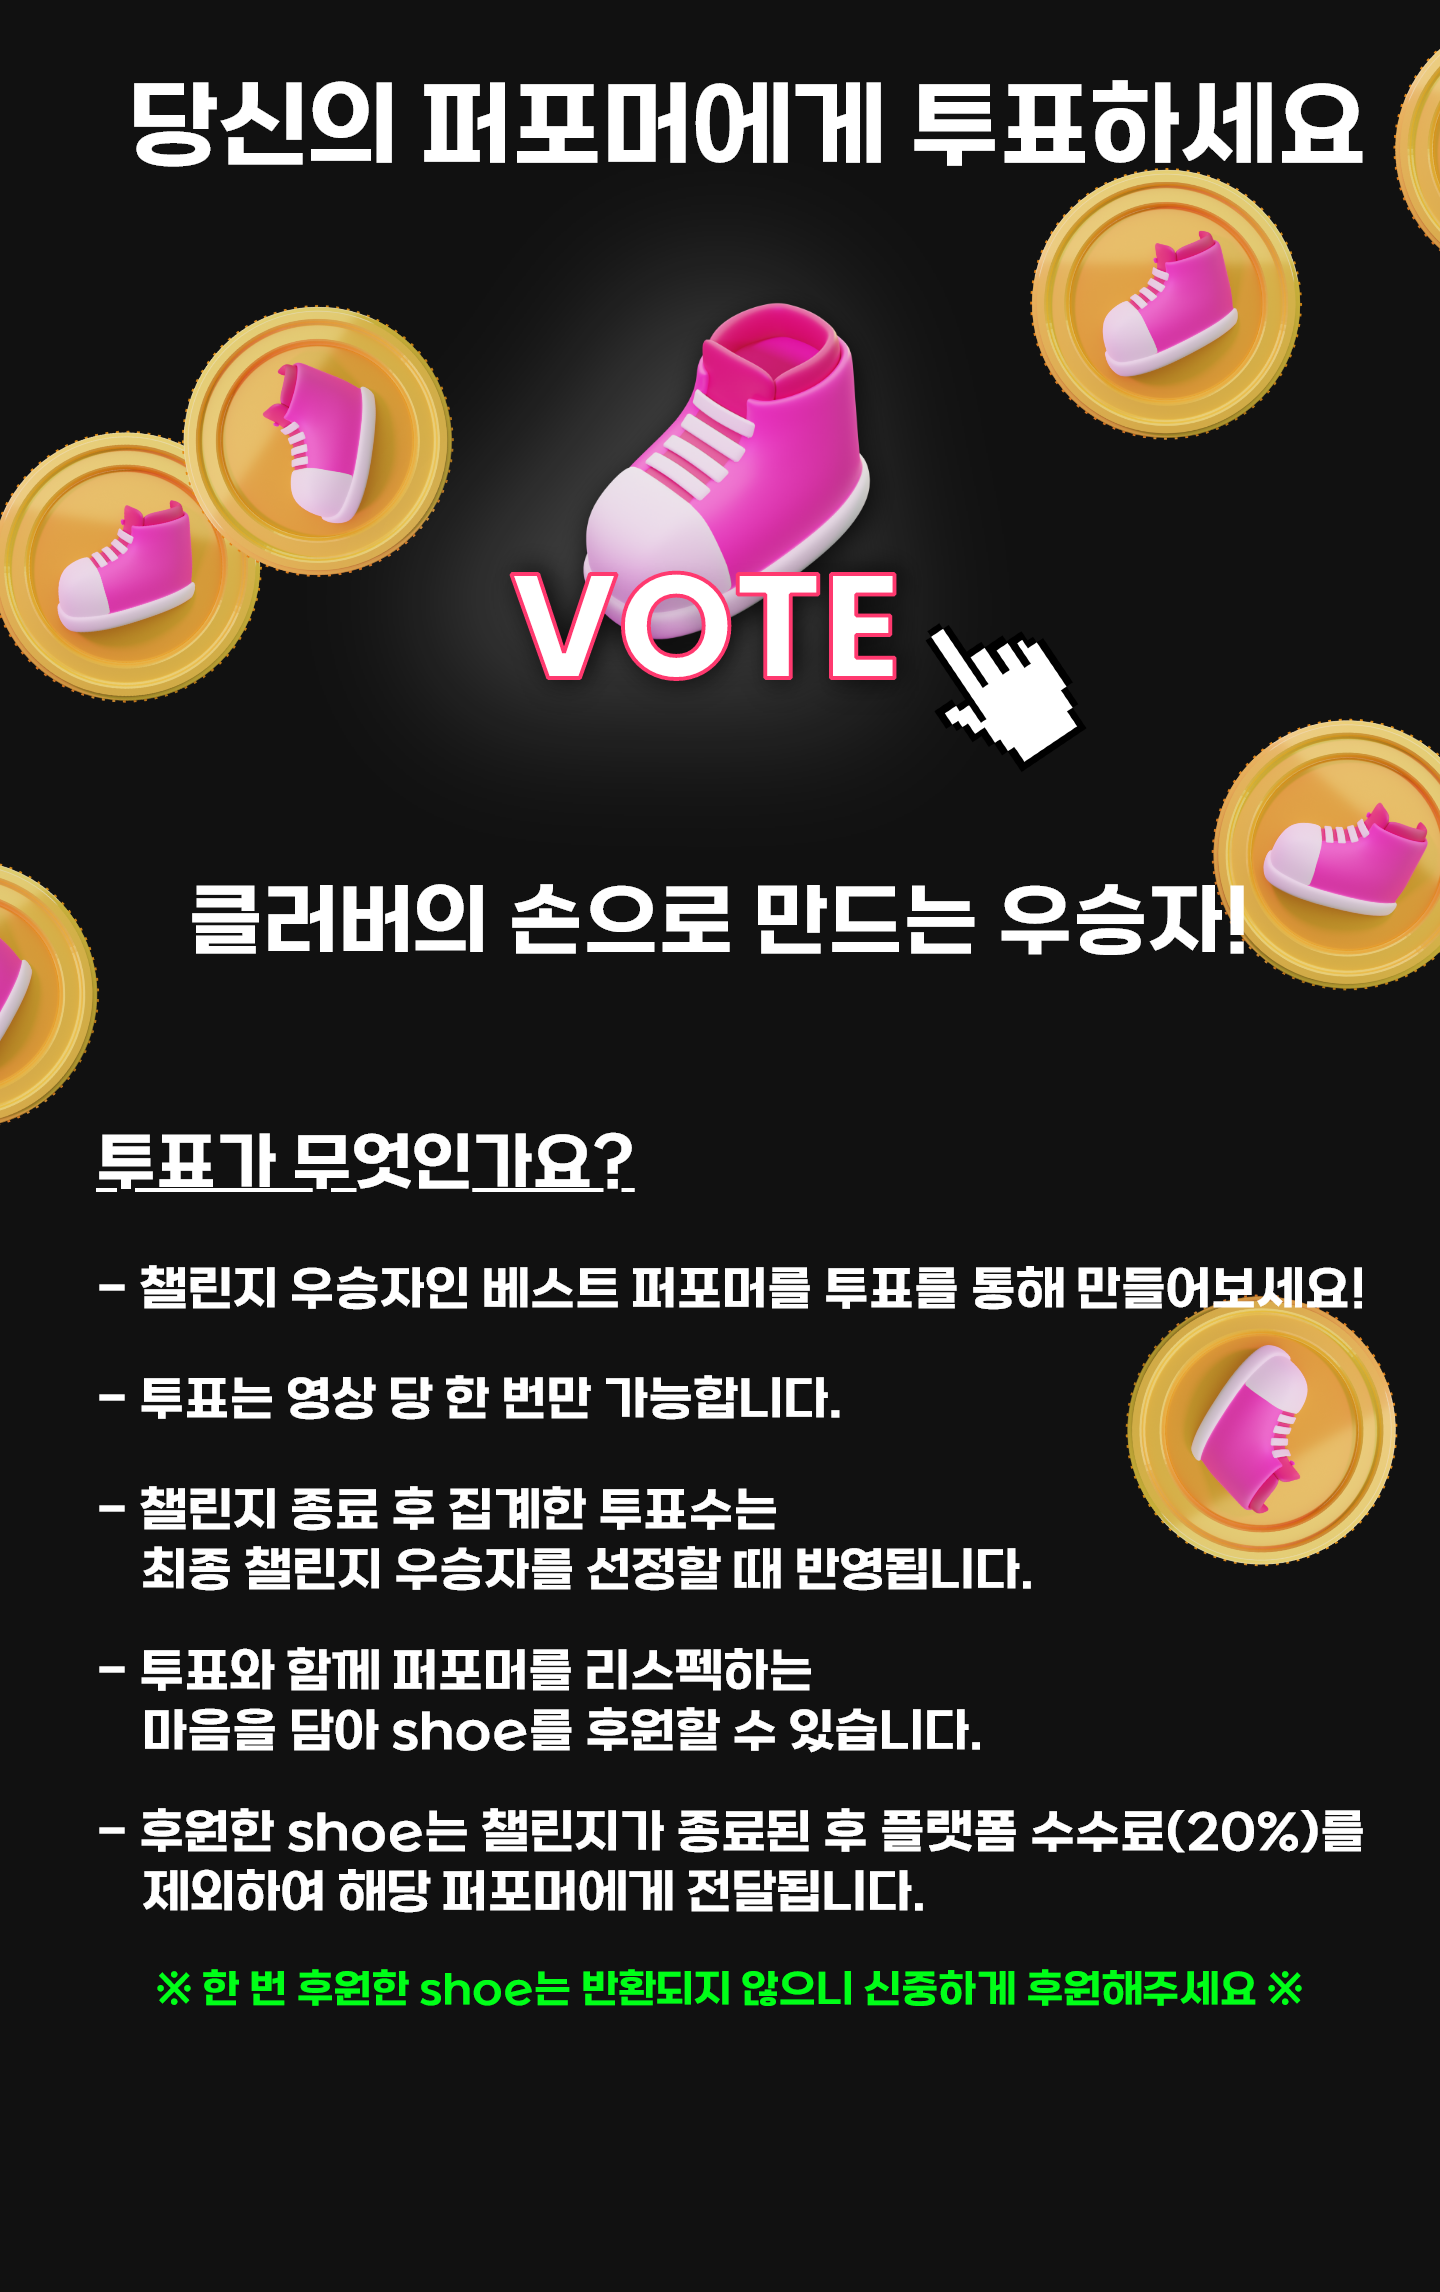 당신의 퍼포머에게 투표하세요
VOTE
클러버의 손으로 만드는 우승자!
투표가 무엇인가요?
- 챌린지 우승자인 베스트 퍼포머를 투표를 통해 만들어보세요!
- 투표는 영상 당 한 번만 가능합니다.
- 챌린지 종료 후 집계한 투표수는
최종 챌린지 우승자를 선정할 때 반영됩니다.
- 투표와 함께 퍼포머를 리스펙하는
마음을 담아 shoe를 후원할 수 있습니다.
- 후원한 shoe는 챌린지가 종료된 후 플랫폼 수수료(20%)를
제외하여 해당 퍼포머에게 전달됩니다.
※ 한 번 후원한 shoe는 반환되지 않으니 신중하게 후원해주세요 ※